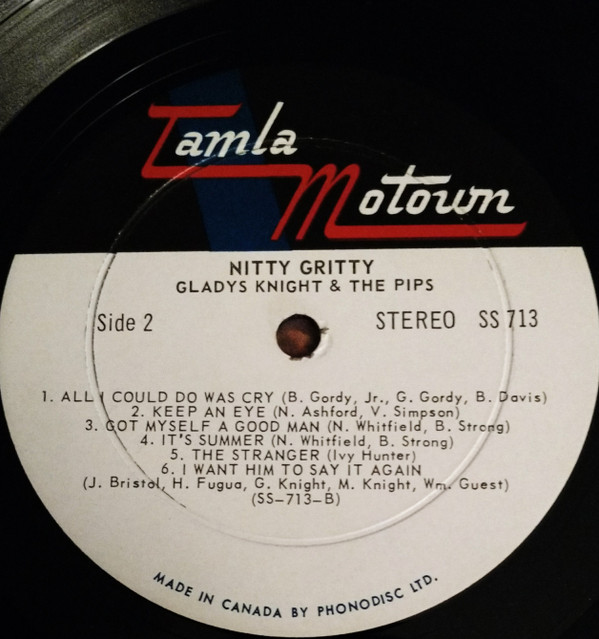 Tamla
Motown
NITTY GRITTY
GLADYS KNIGHT & THE PIPS
Side 2
STEREO SS 713
1. ALL I COULD DO WAS CRY (B. Gordy, Jr., G. Gordy, B. Davis)
2. KEEP AN EYE (N. Ashford, V. Simpson)
3. GOT MYSELF A GOOD MAN (N. Whitfield, B. Strong)
4. IT'S SUMMER (N. Whitfield, B. Strong)
5. THE STRANGER (Ivy Hunter)
6. I WANT HIM TO SAY IT AGAIN
(J. Bristol, H. Fugua, G. Knight, M. Knight, Wm. Guest)
(SS-713-B)
MADE IN CANADA BY PHONODISC LTD.